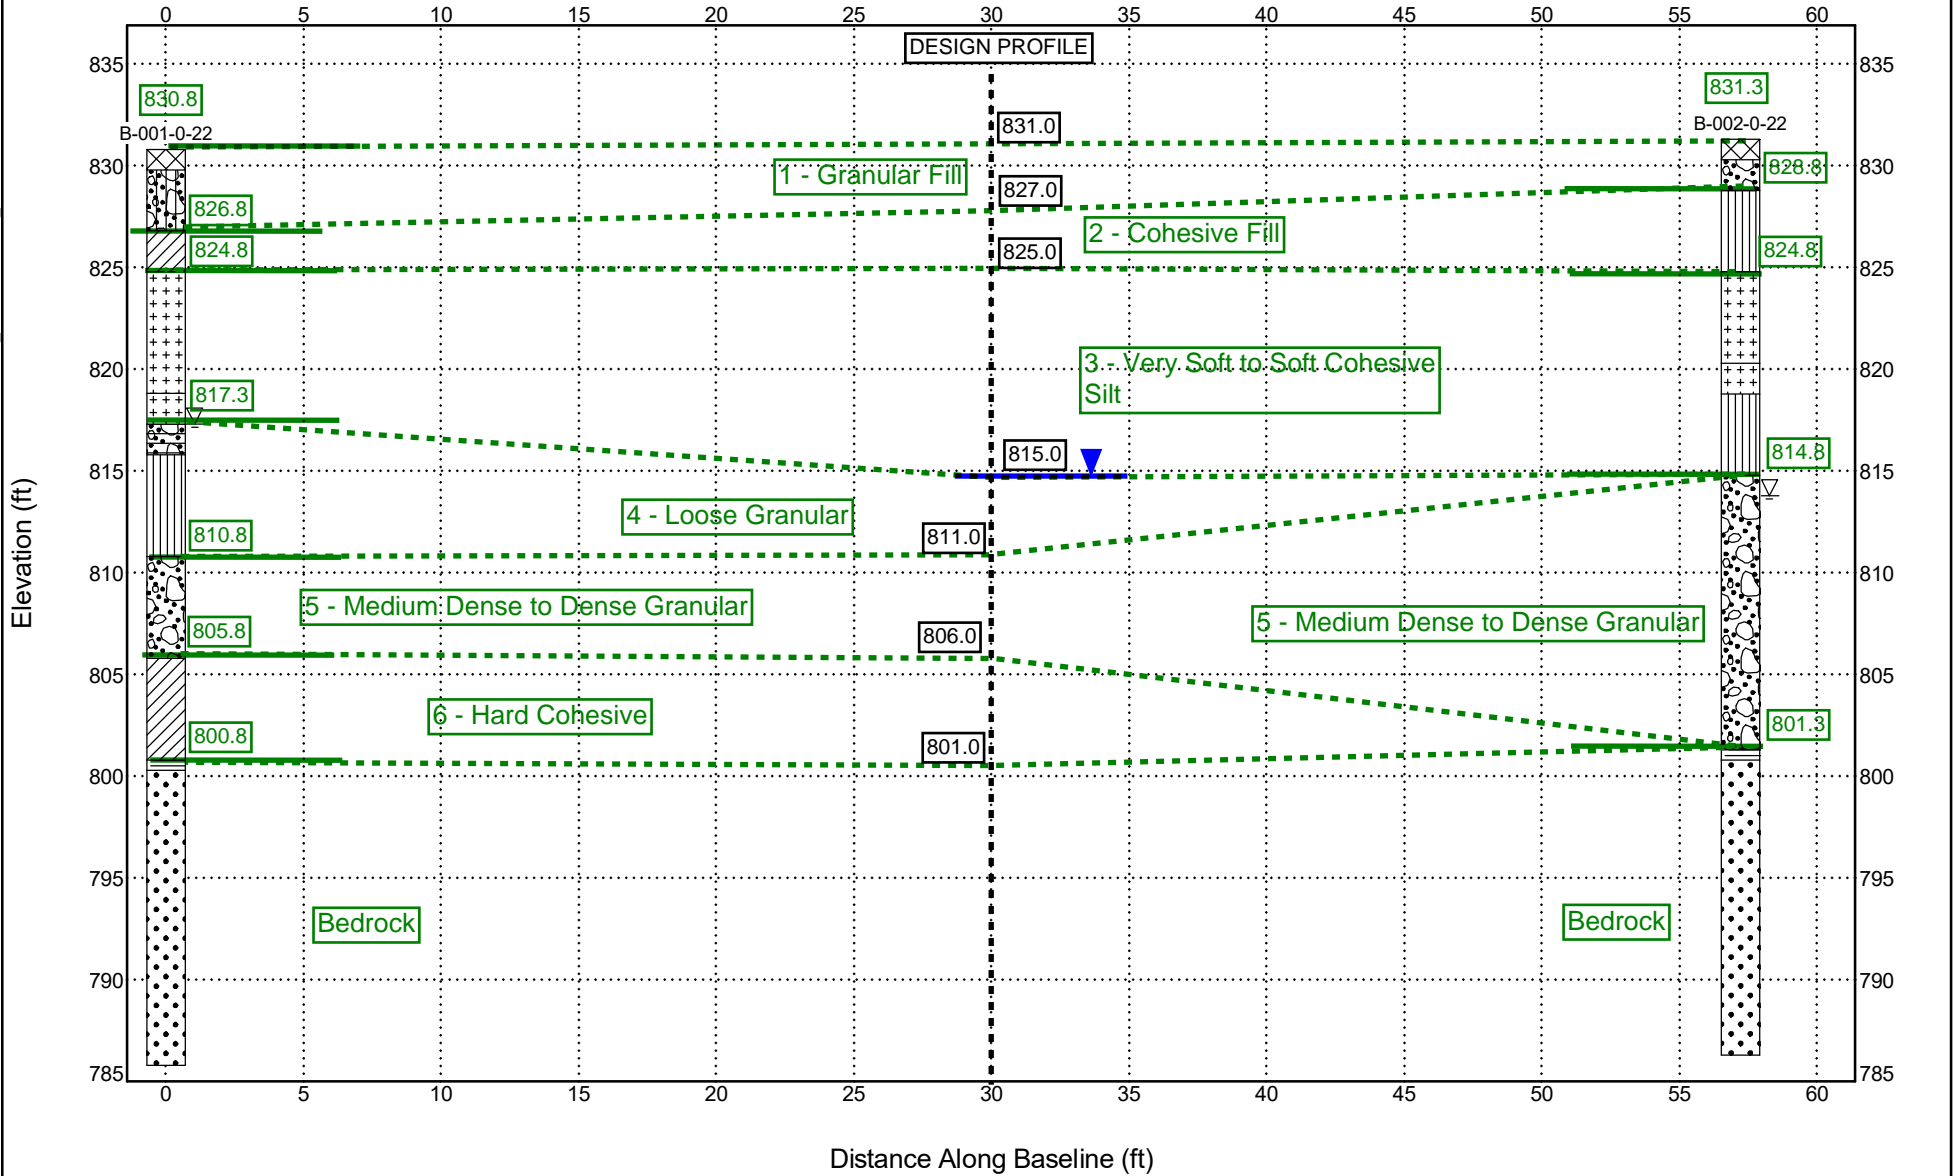 0 5 10 15 20 25 30 35 40 45 50 55 60
DESIGN PROFILE
835 835
830.8 831.3
B-001-0-22 831.0 B-002-0-22
830 1 - Granular Fill 828.8 830
826.8 827.0
2 - Cohesive Fill
824.8 825.0 824.8
825 825
820 3 - Very Soft to Soft Cohesive 820
Silt
817.3
815.0 814.8
815 815
4 - Loose Granular
810.8 811.0
810 810
5 - Medium Dense to Dense Granular
5 - Medium Dense to Dense Granular
805.8 806.0
805 805
6 - Hard Cohesive
800.8 801.0 801.3
800 800
795 795
Bedrock Bedrock
790 790
785 785
0 5 10 15 20 25 30 35 40 45 50 55 60
Elevation (ft)
Distance Along Baseline (ft)